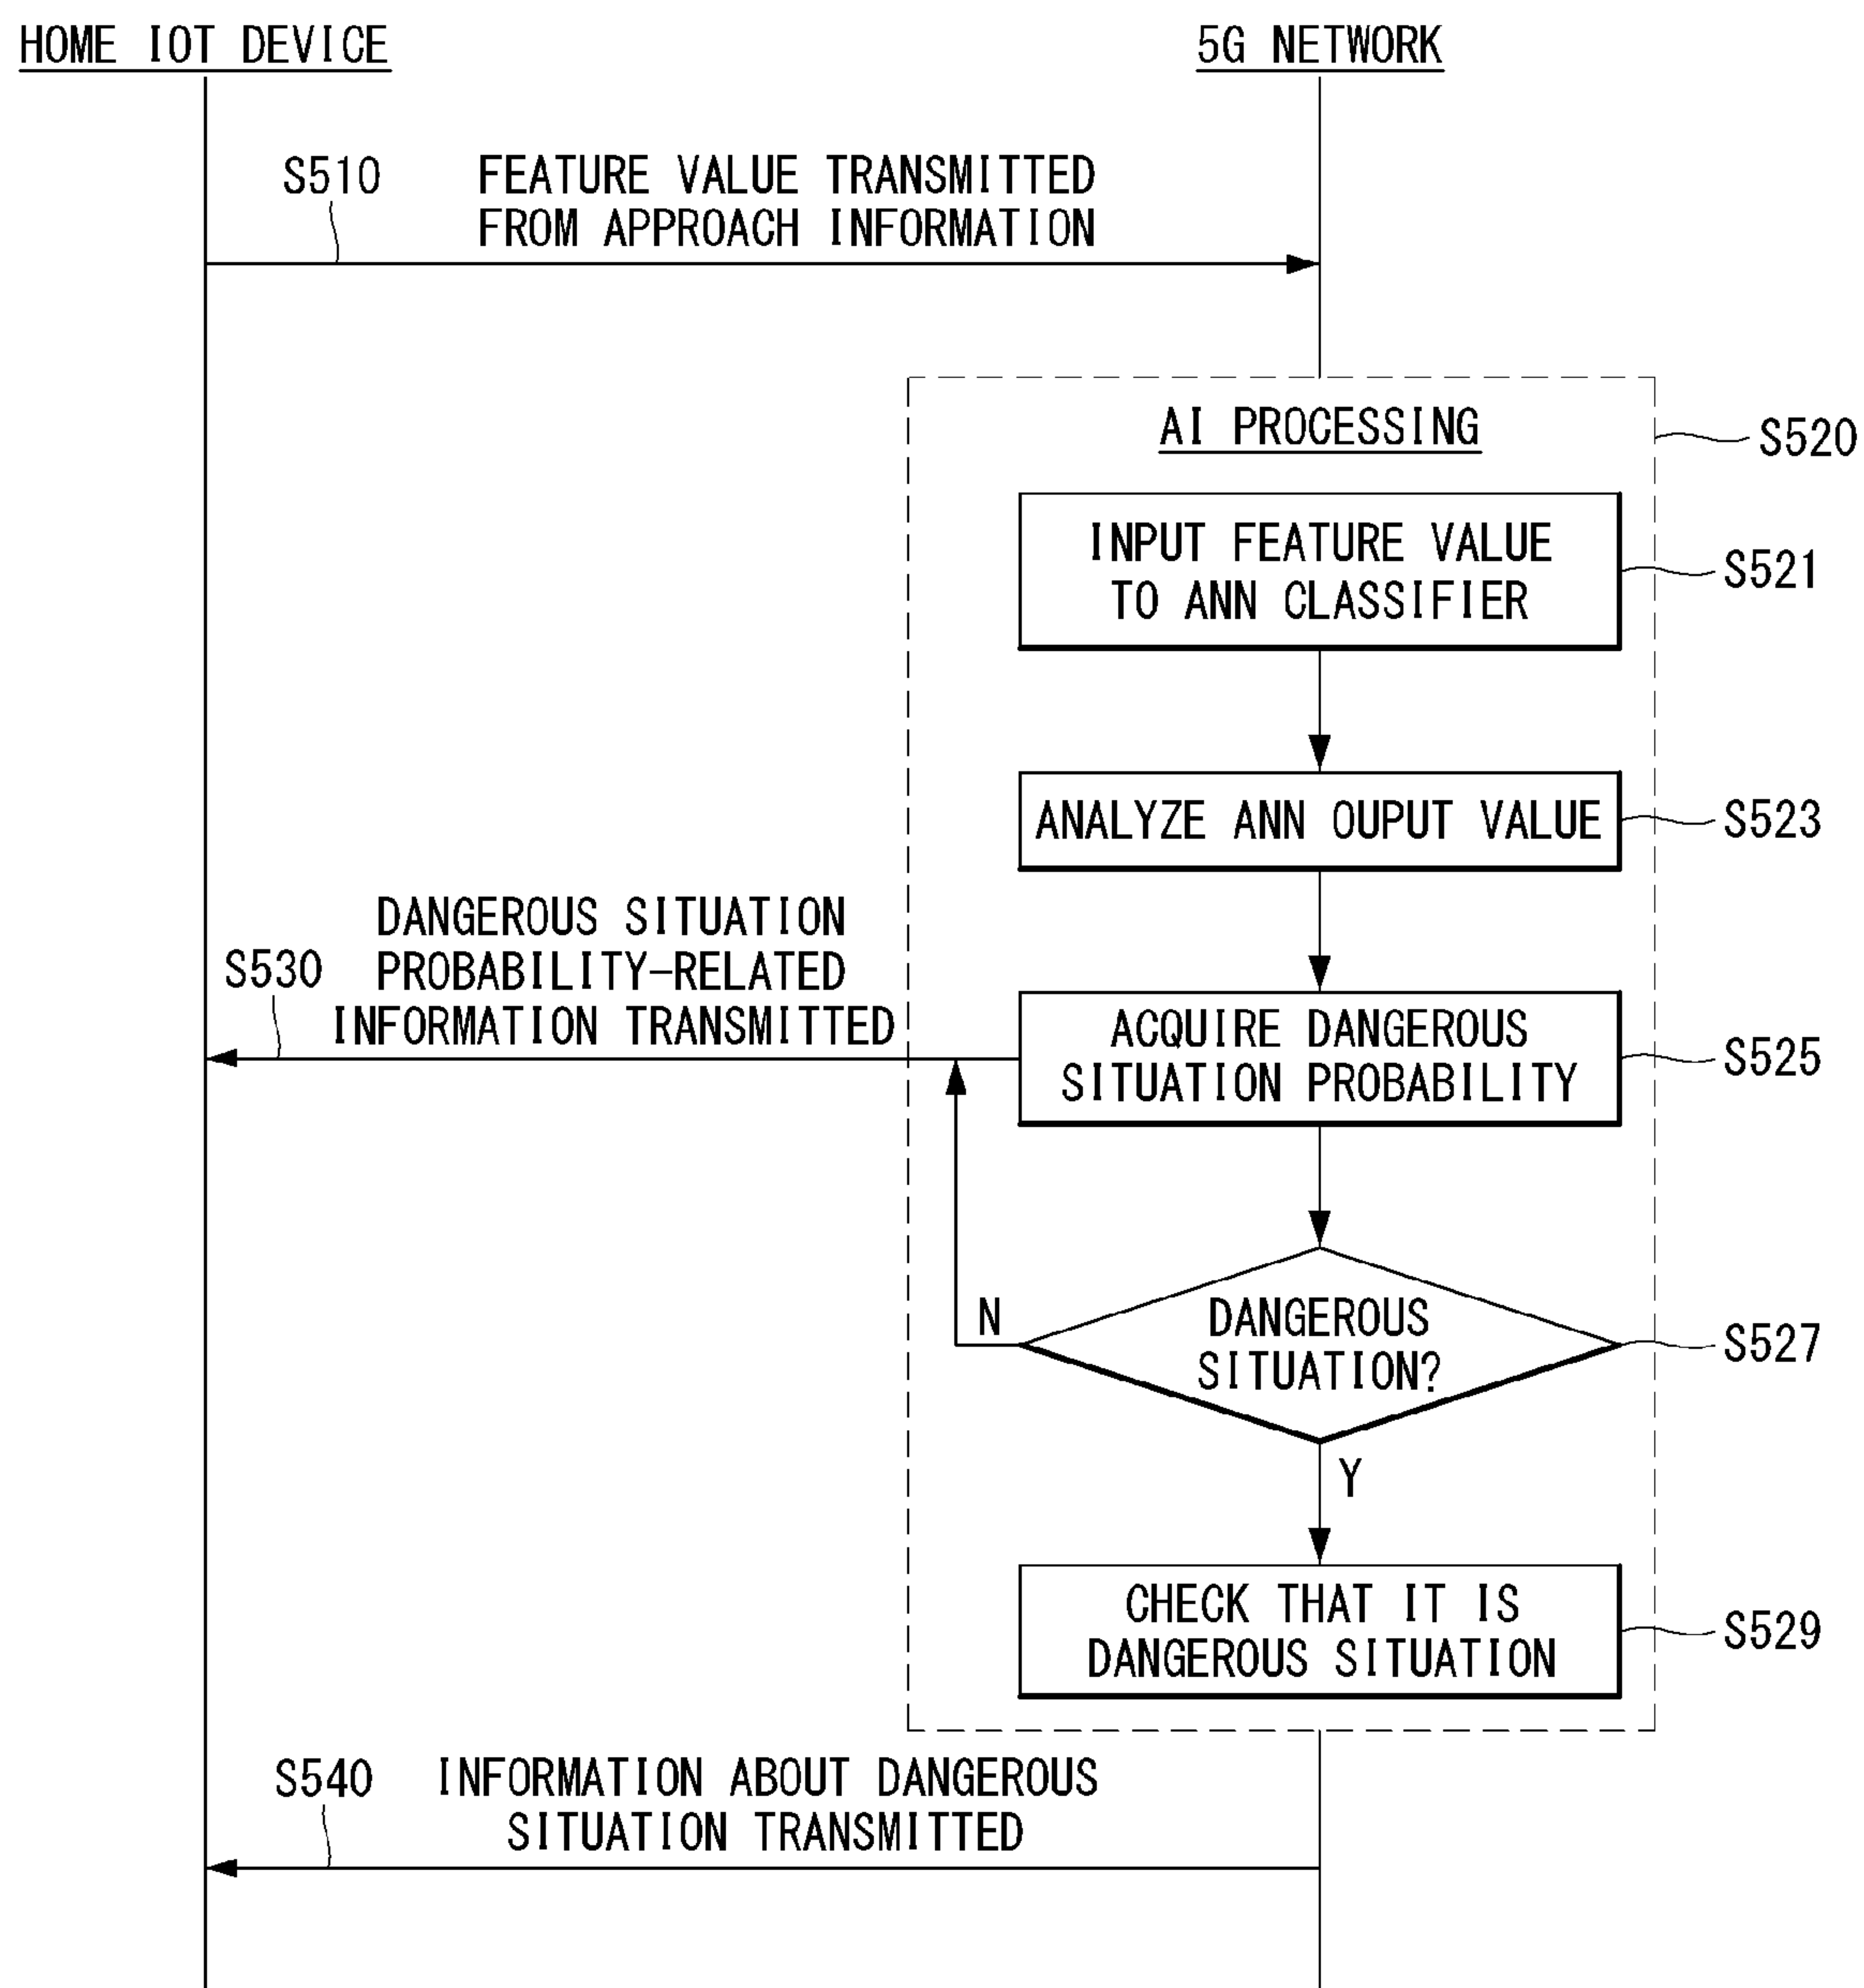 HOME IOT DEVICE
5G NETWORK
S510
FEATURE VALUE TRANSMITTED
FROM APPROACH INFORMATION
AI PROCESSING
S520
INPUT FEATURE VALUE
TO ANN CLASSIFIER
S521
ANALYZE ANN OUPUT VALUE
S523
DANGEROUS SITUATION
PROBABILITY-RELATED
INFORMATION TRANSMITTED
S530
ACQUIRE DANGEROUS
SITUATION PROBABILITY
S525
N
DANGEROUS
SITUATION?
S527
Y
CHECK THAT IT IS
DANGEROUS SITUATION
S529
S540
INFORMATION ABOUT DANGEROUS
SITUATION TRANSMITTED